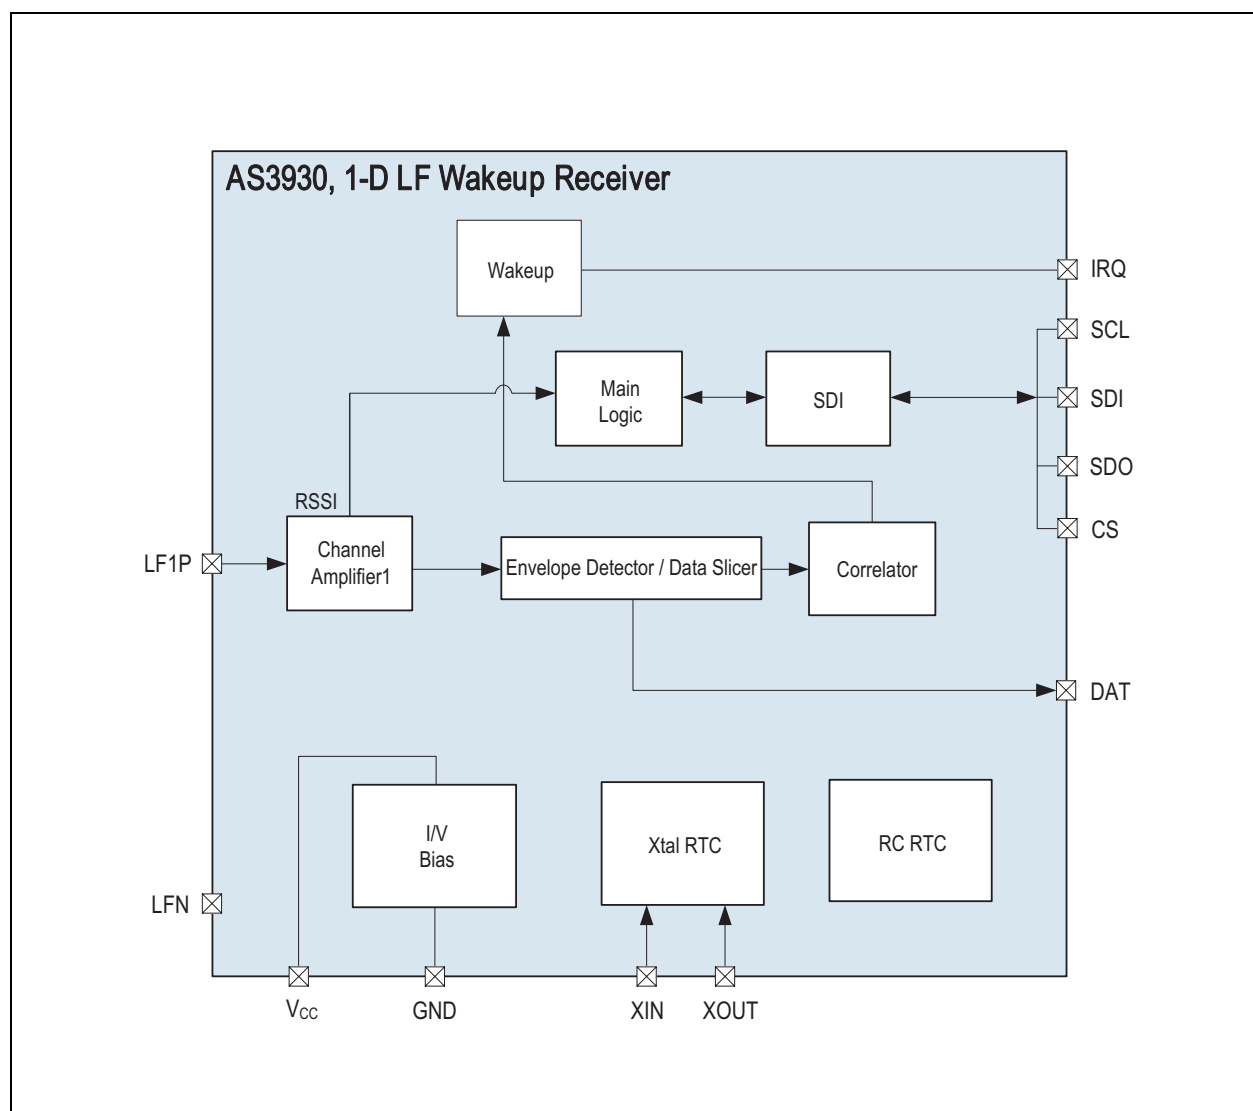 AS3930, 1-D LF Wakeup Receiver
Wakeup
IRQ
SCL
Main
Logic
SDI
SDI
SDO
RSSI
CS
LF1P
Channel
Amplifier1
Envelope Detector / Data Slicer
Correlator
DAT
I/V
Bias
Xtal RTC
RC RTC
LFN
VCC
GND
XIN
XOUT